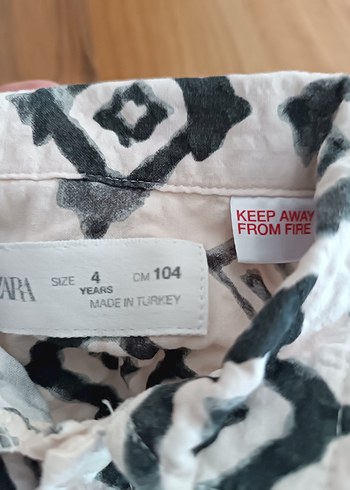 ZARA
SIZE 4 YEARS CM 104
MADE IN TURKEY
KEEP AWAY
FROM FIRE